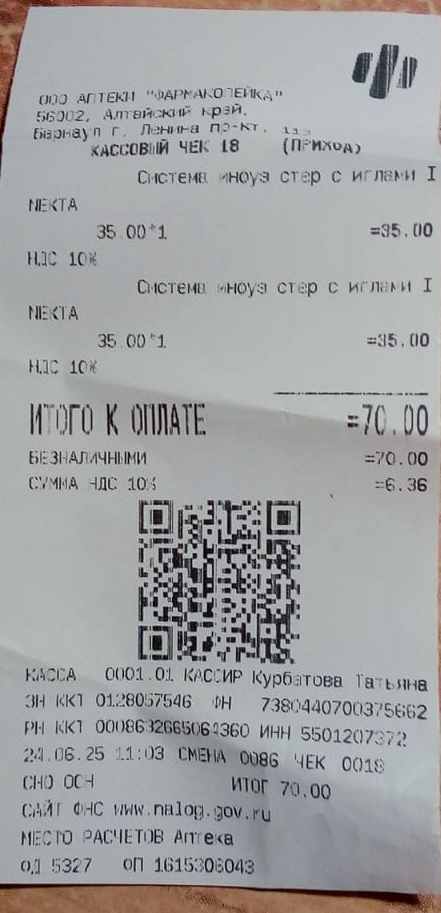 ООО АПТЕКИ "ФАРМАКОПЕЙКА"
56002, Алтайский край,
Барнаул г, Ленина пр-кт,
КАССОВЫЙ ЧЕК 18 (ПРИХОД)
Система иноуз стер с иглами I
NEKTA
35.00*1 =35.00
НДС 10%
Система иноуз стер с иглами I
NEKTA
35.00*1 =35.00
НДС 10%
ИТОГО К ОПЛАТЕ =70.00
БЕЗНАЛИЧНЫМИ =70.00
СУММА НДС 10% =6.36
КАССА 0001.01 КАССИР Курбатова Татьяна
ЗН ККТ 0128057546 ФН 7380440700375662
РН ККТ 0008632665064360 ИНН 5501207372
24.06.25 11:03 СМЕНА 0086 ЧЕК 0018
СНО ОСН ИТОГ 70.00
САЙТ ФНС www.nalog.gov.ru
МЕСТО РАСЧЕТОВ Аптека
ФД 5327 ФП 1615306043